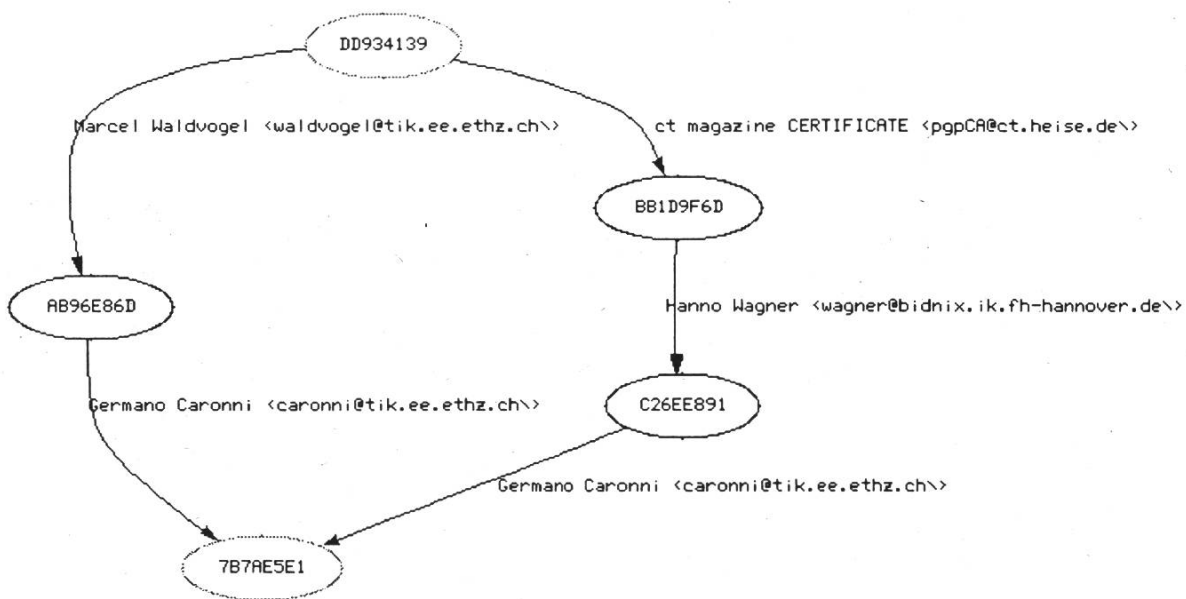 DD934139
Marcel Waldvogel <waldvogel@tik.ee.ethz.ch\>
ct magazine CERTIFICATE <pgpCA@ct.heise.de\>
BB1D9F6D
AB96E86D
Hanno Wagner <wagner@bidnix.ik.fh-hannover.de\>
Germano Caronni <caronni@tik.ee.ethz.ch\>
C26EE891
Germano Caronni <caronni@tik.ee.ethz.ch\>
7B7AE5E1